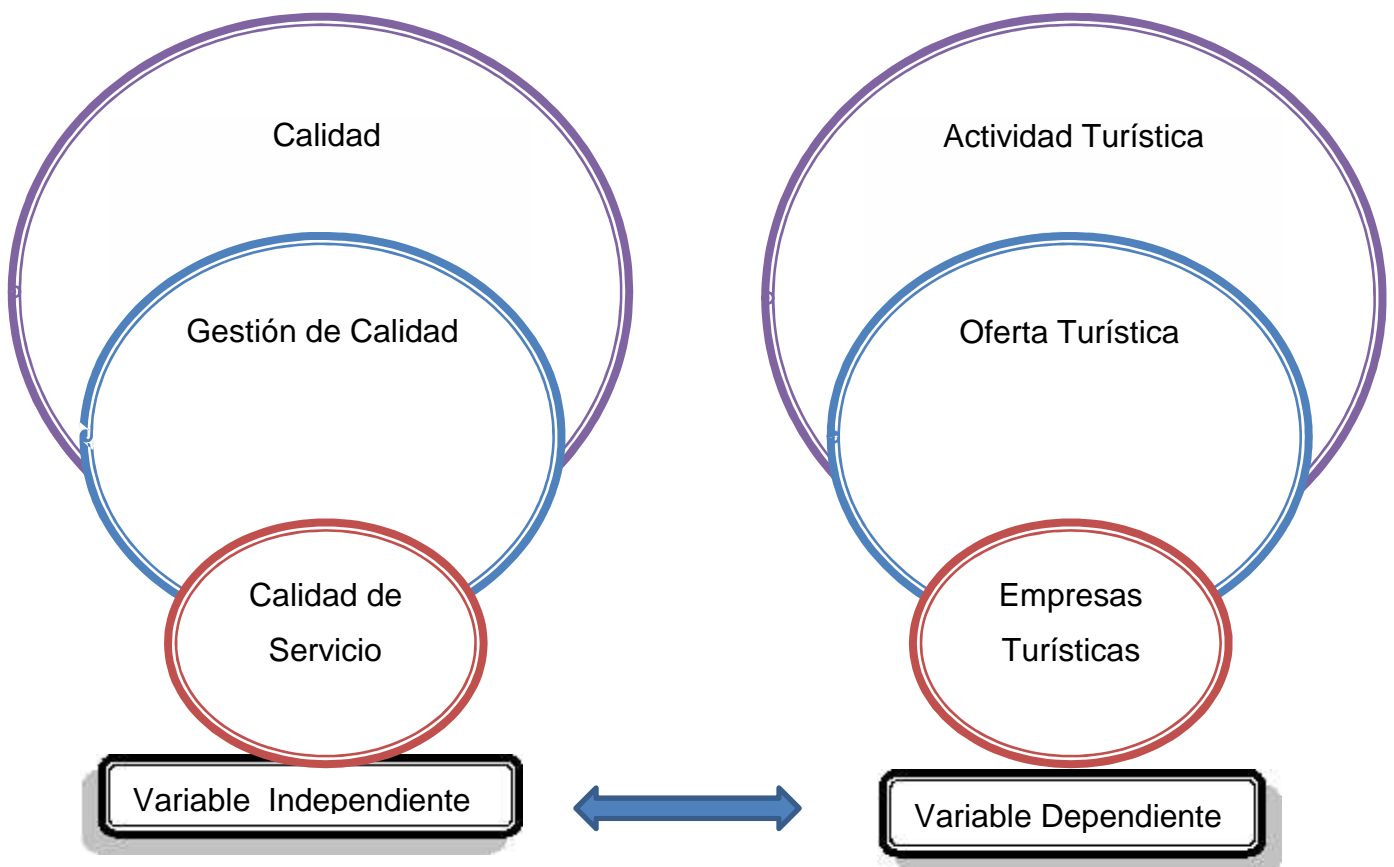 Calidad
Gestión de Calidad
Calidad de
Servicio
Variable Independiente
Actividad Turística
Oferta Turística
Empresas
Turísticas
Variable Dependiente